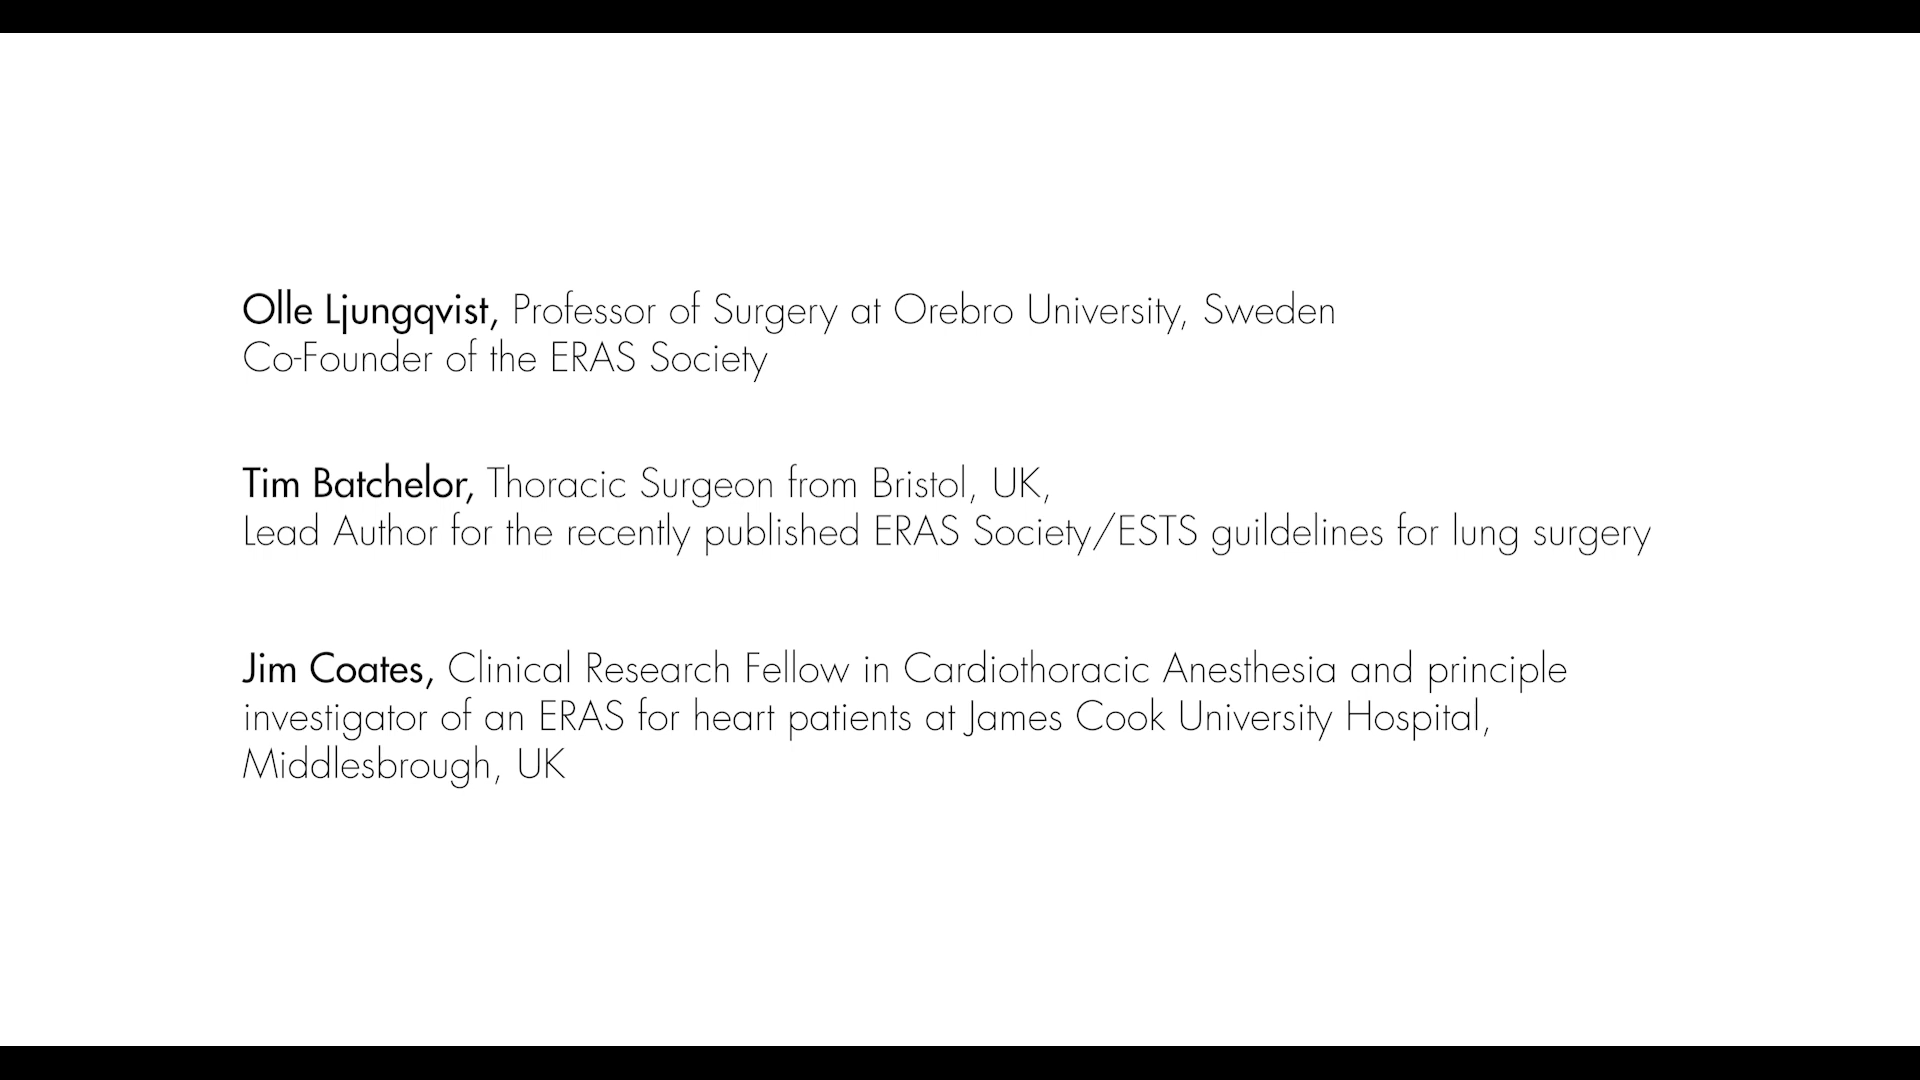 Olle Ljungqvist, Professor of Surgery at Orebro University, Sweden
Co-Founder of the ERAS Society
Tim Batchelor, Thoracic Surgeon from Bristol, UK,
Lead Author for the recently published ERAS Society/ESTS guildelines for lung surgery
Jim Coates, Clinical Research Fellow in Cardiothoracic Anesthesia and principle
investigator of an ERAS for heart patients at James Cook University Hospital,
Middlesbrough, UK